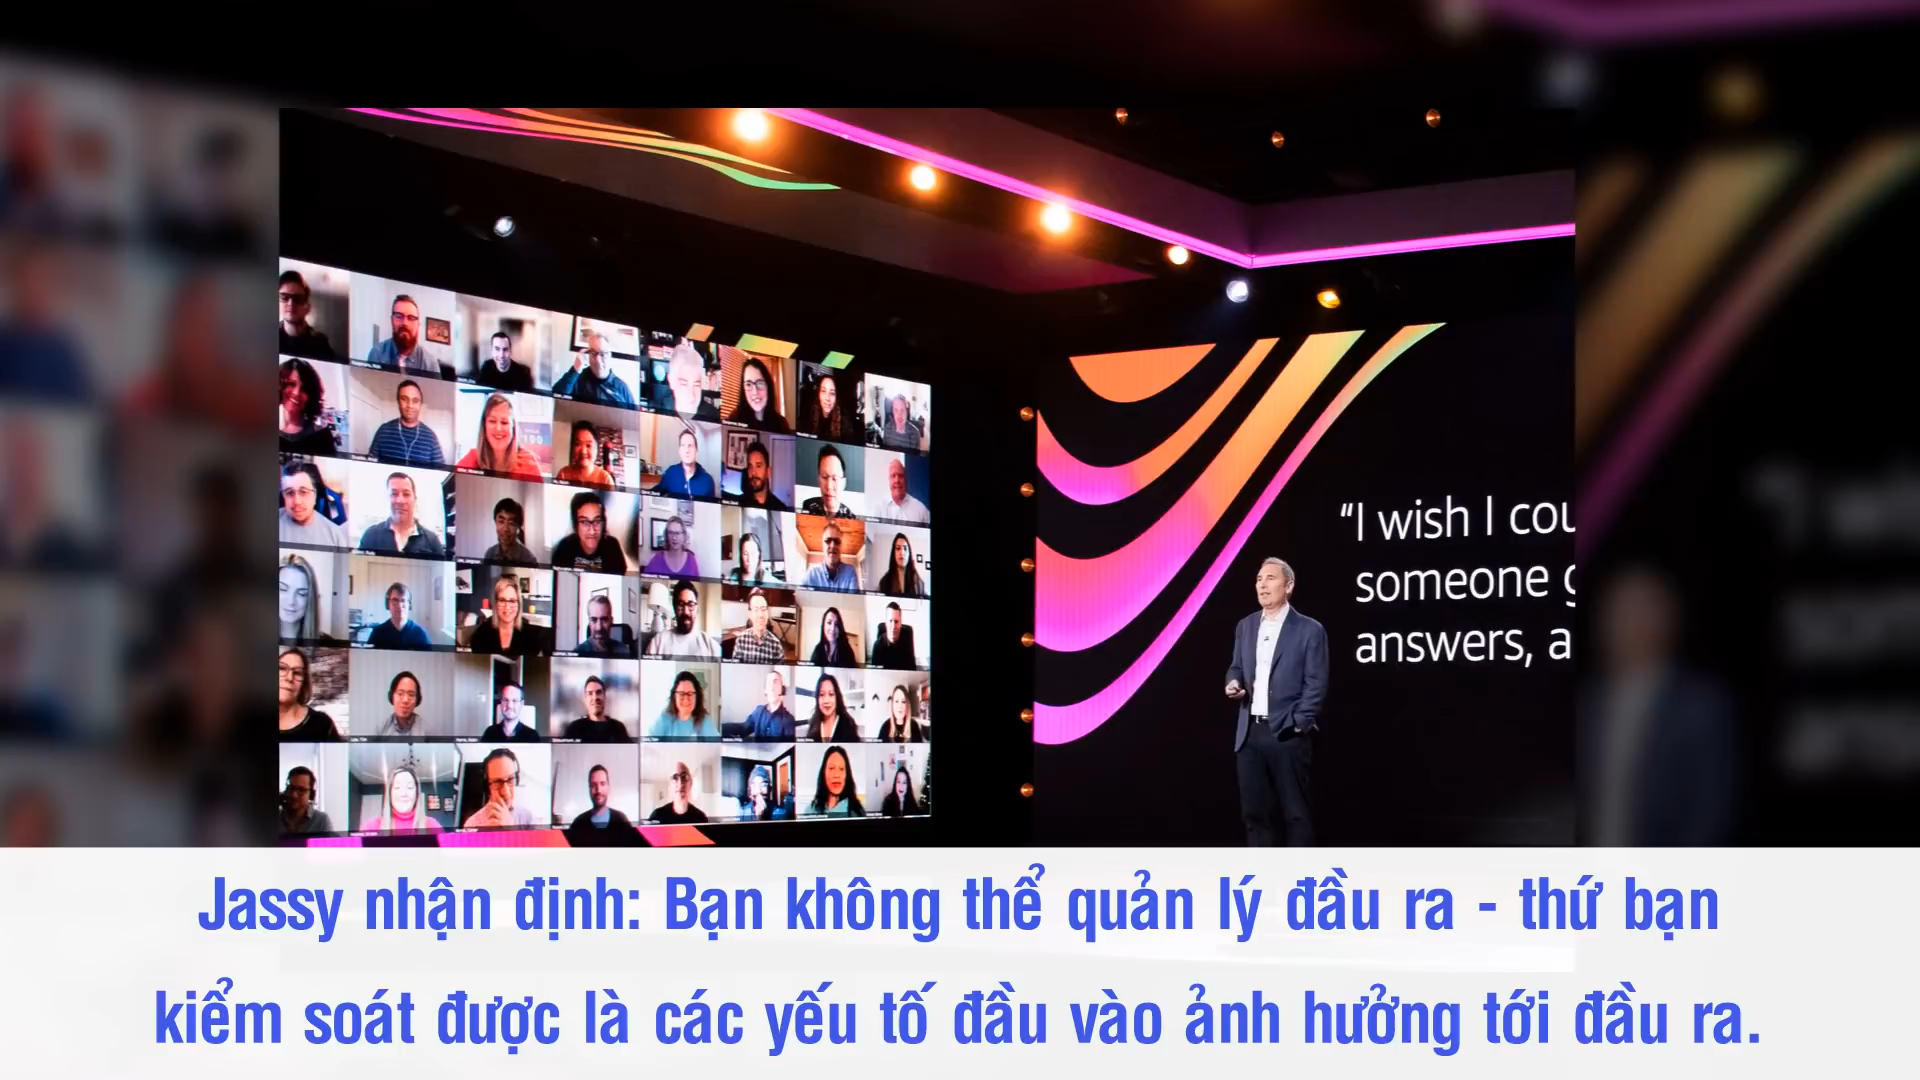 “I wish I cou
someone g
answers, a
Jassy nhận định: Bạn không thể quản lý đầu ra - thứ bạn
kiểm soát được là các yếu tố đầu vào ảnh hưởng tới đầu ra.